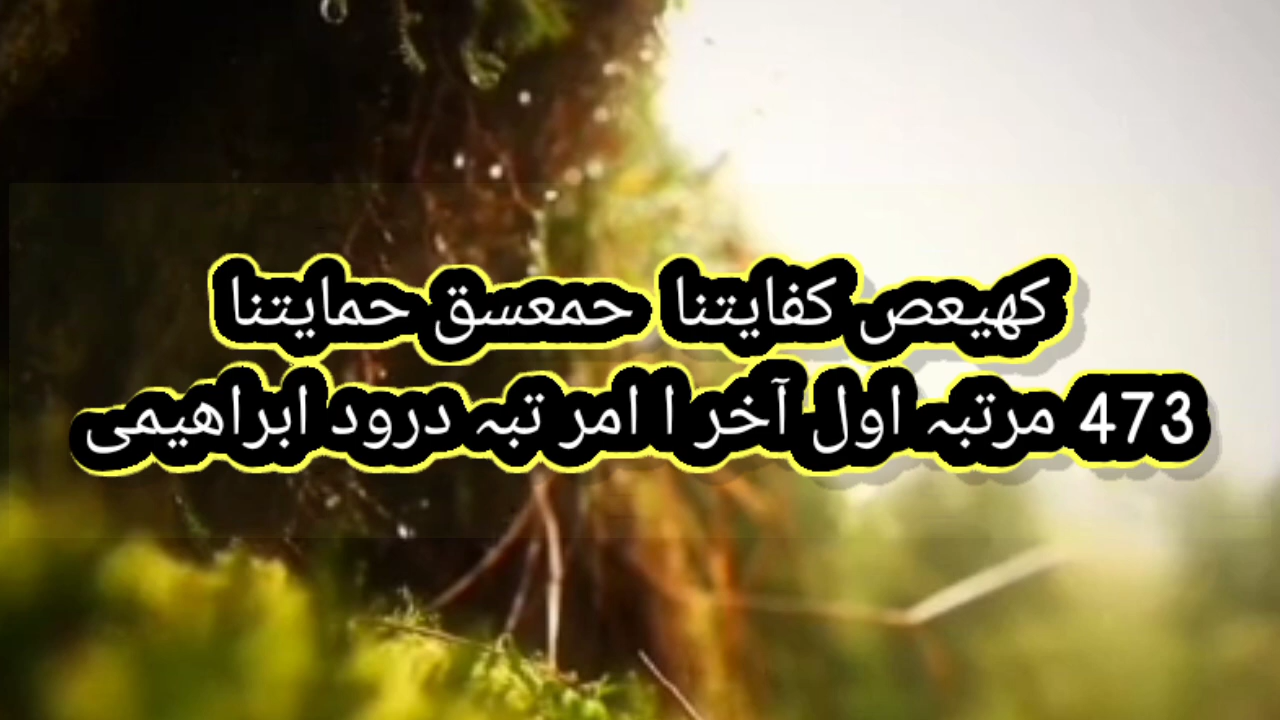 کھیعص کفایتنا حمعسق حمایتنا
473 مرتبہ اول آخر ا امر تبہ درود ابراھیمی